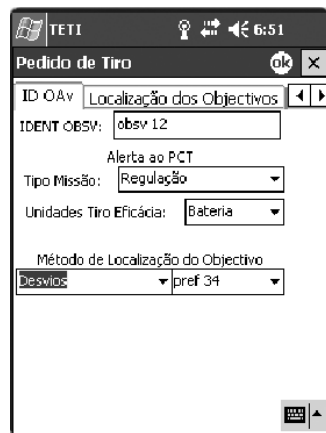 TETI 6:51
Pedido de Tiro ok
ID OAv Localização dos Objectivos
IDENT OBSV: obsv 12
Alerta ao PCT
Tipo Missão: Regulação
Unidades Tiro Eficácia: Bateria
Método de Localização do Objectivo
Desvios pref 34